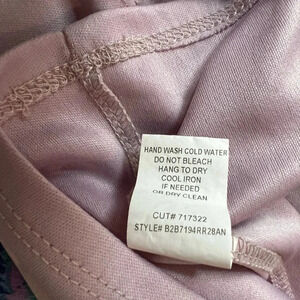 HAND WASH COLD WATER
DO NOT BLEACH
HANG TO DRY
COOL IRON
IF NEEDED
OR DRY CLEAN
CUT# 717322
STYLE# B2B7194RR28AN